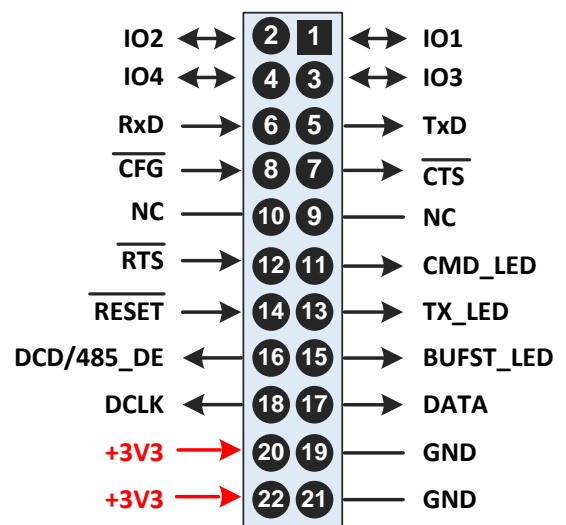 IO2 2 1 IO1
IO4 4 3 IO3
RxD 6 5 TxD
CFG 8 7 CTS
NC 10 9 NC
RTS 12 11 CMD_LED
RESET 14 13 TX_LED
DCD/485_DE 16 15 BUFST_LED
DCLK 18 17 DATA
+3V3 20 19 GND
+3V3 22 21 GND